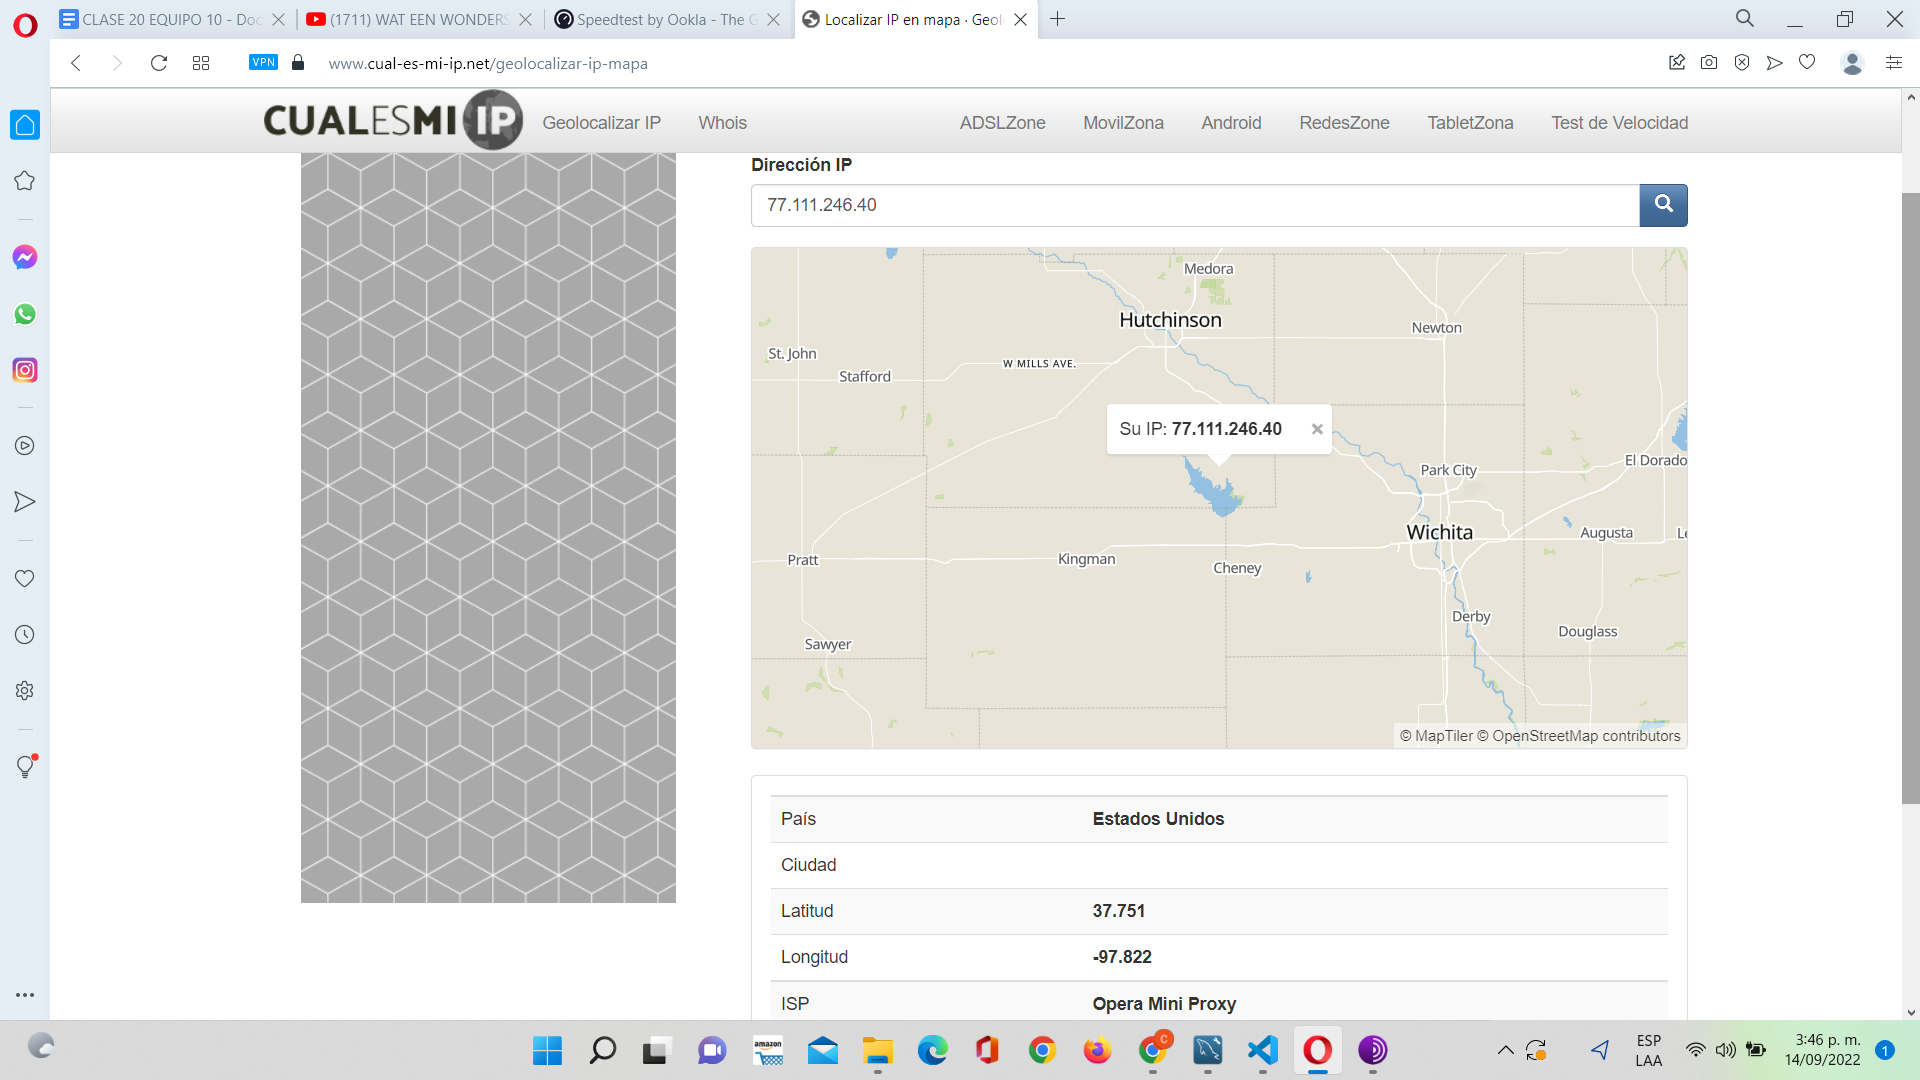 CLASE 20 EQUIPO 10 - Doc
(1711) WAT EEN WONDERS
Speedtest by Ookla - The G
Localizar IP en mapa · Geol
VPN
www.cual-es-mi-ip.net/geolocalizar-ip-mapa
CUALESMI IP
Geolocalizar IP
Whois
ADSLZone
MovilZona
Android
RedesZone
TabletZona
Test de Velocidad
Dirección IP
77.111.246.40
Medora
Hutchinson
Newton
St. John
W MILLS AVE.
Stafford
Su IP: 77.111.246.40 ×
El Dorado
Park City
Wichita
Augusta
Le
Pratt
Kingman
Cheney
Derby
Douglass
Sawyer
© MapTiler © OpenStreetMap contributors
País Estados Unidos
Ciudad
Latitud 37.751
Longitud -97.822
ISP Opera Mini Proxy
amazon
C
ESP
LAA
3:46 p. m.
14/09/2022
1